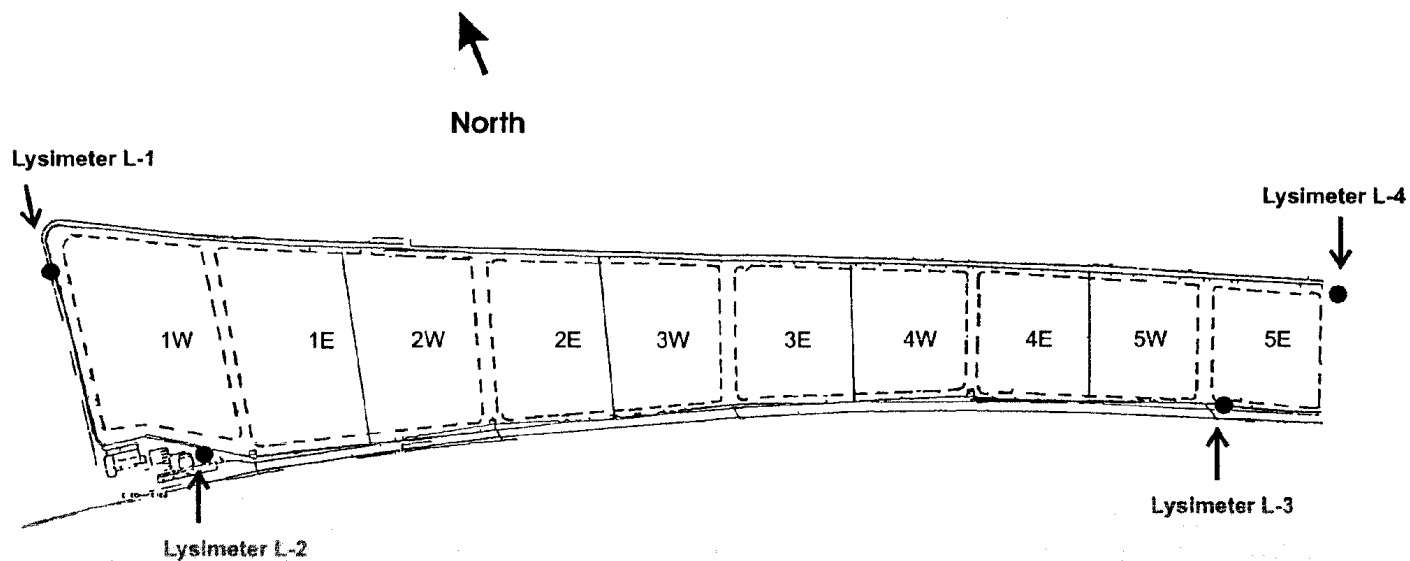 North
Lysimeter L-1
Lysimeter L-4
1W 1E 2W 2E 3W 3E 4W 4E 5W 5E
Lysimeter L-3
Lysimeter L-2